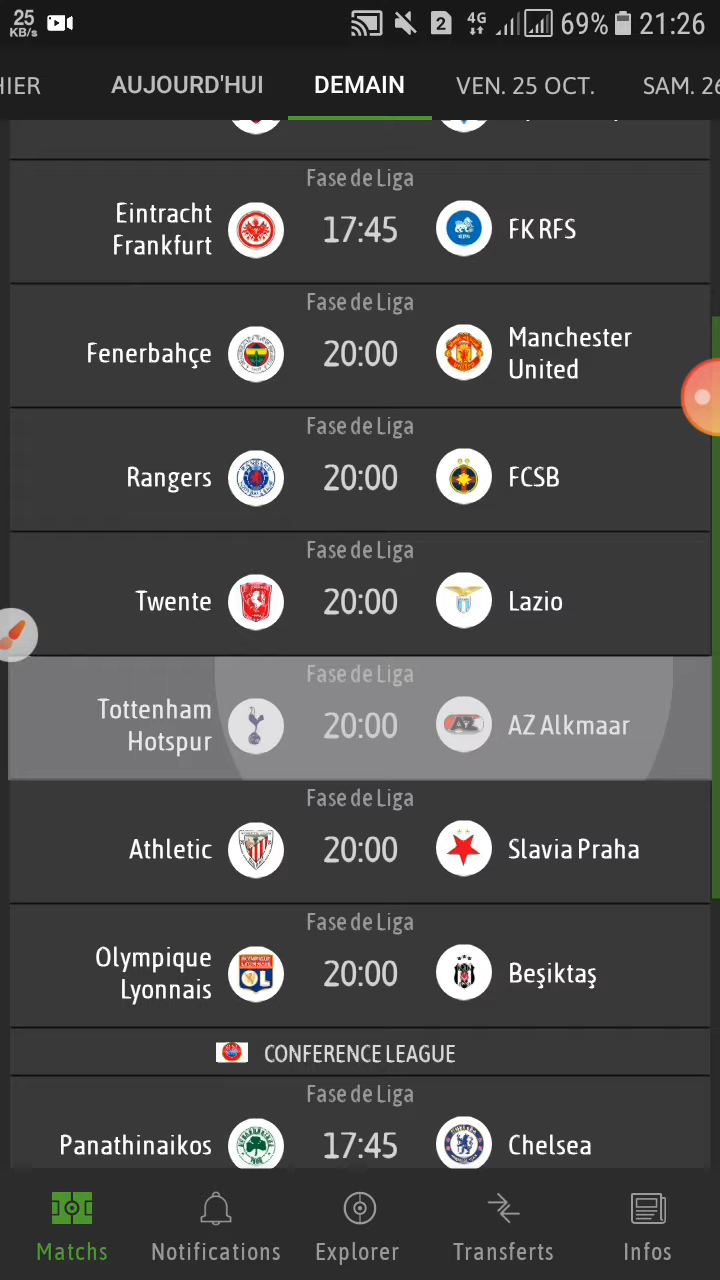 25
KB/s
2
4G
69%
21:26
HIER
AUJOURD'HUI
DEMAIN
VEN. 25 OCT.
SAM. 26
Fase de Liga
Eintracht
Frankfurt
17:45
FK RFS
Fase de Liga
Fenerbahçe
20:00
Manchester
United
Fase de Liga
Rangers
20:00
FCSB
Fase de Liga
Twente
20:00
Lazio
Fase de Liga
Tottenham
Hotspur
20:00
AZ Alkmaar
Fase de Liga
Athletic
20:00
Slavia Praha
Fase de Liga
Olympique
Lyonnais
20:00
Beşiktaş
CONFERENCE LEAGUE
Fase de Liga
Panathinaikos
17:45
Chelsea
Matchs
Notifications
Explorer
Transferts
Infos